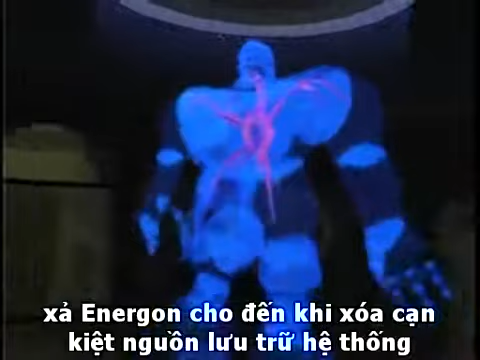 xả Energon cho đến khi xóa cạn
kiệt nguồn lưu trữ hệ thống